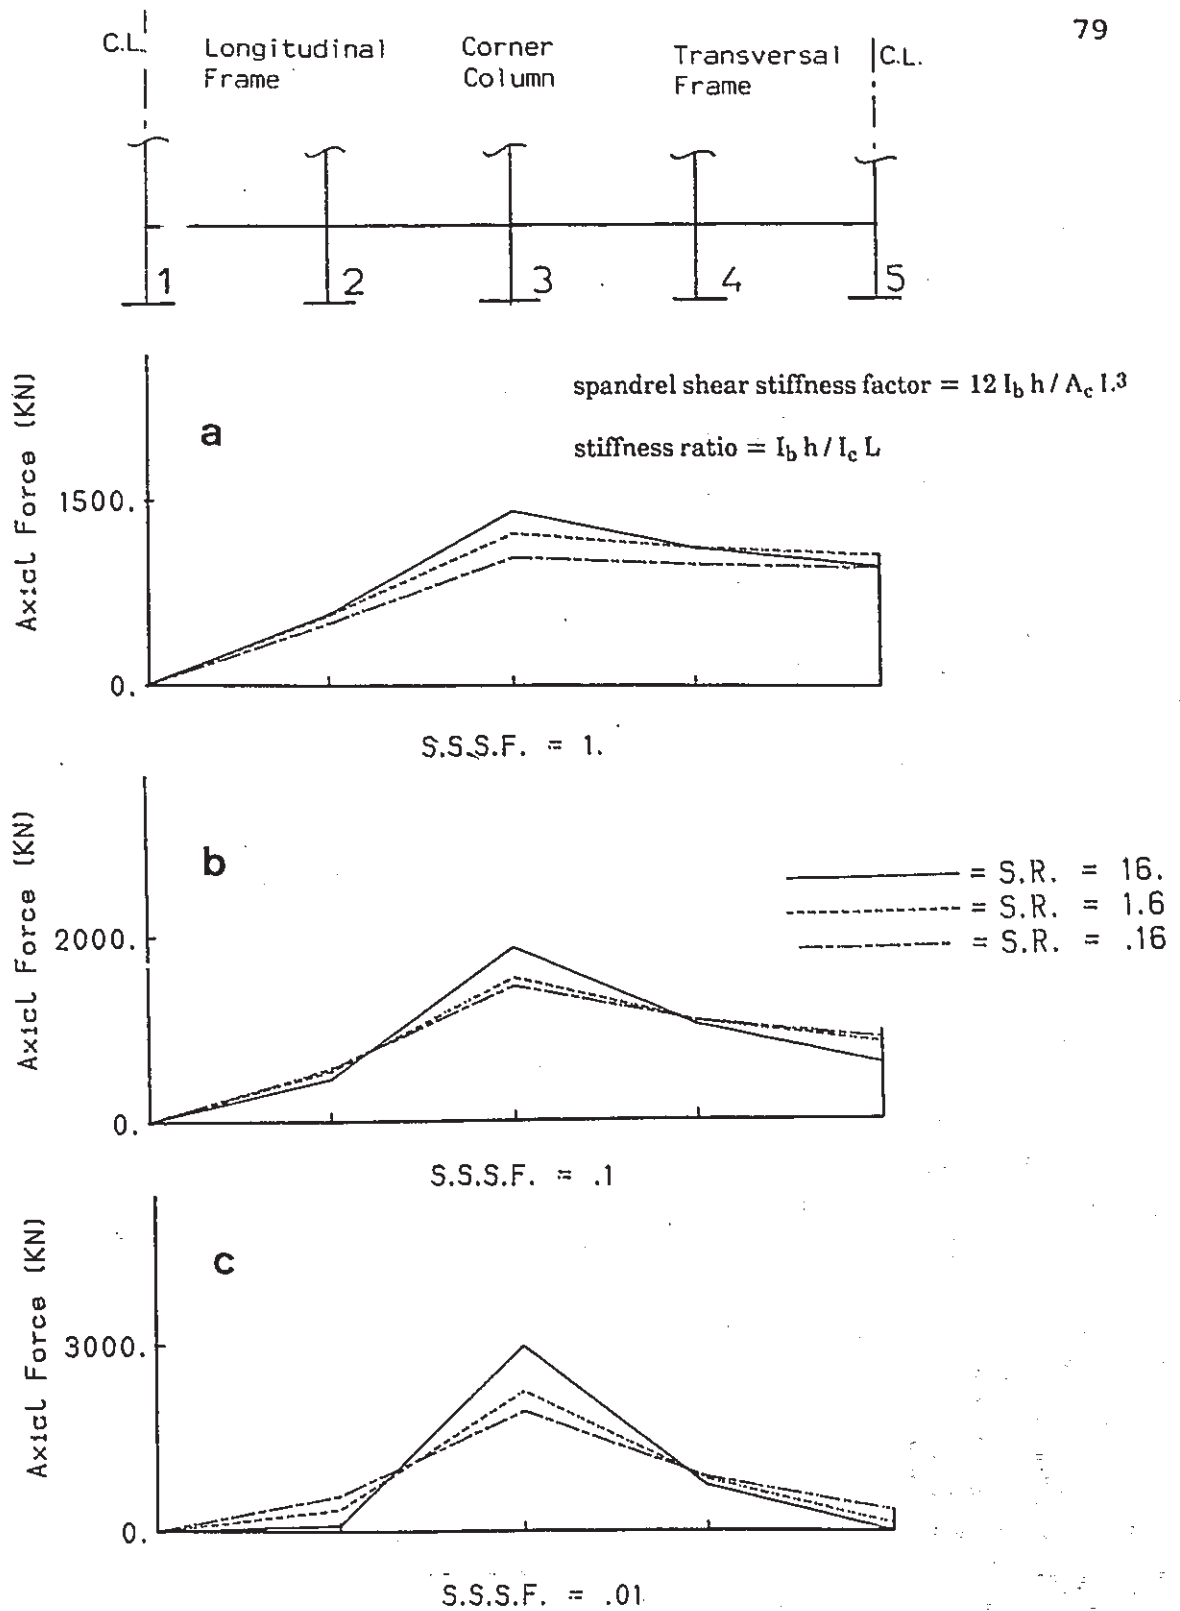 79
C.L.
Longitudinal
Frame
Corner
Column
Transversal
Frame
C.L.
1
2
3
4
5
Axial Force (KN)
a
spandrel shear stiffness factor = 12 I_b h / A_c L3
stiffness ratio = I_b h / I_c L
1500.
0.
S.S.S.F. = 1.
Axial Force (KN)
b
= S.R. = 16.
= S.R. = 1.6
= S.R. = .16
2000.
0.
S.S.S.F. = .1
Axial Force (KN)
c
3000.
0.
S.S.S.F. = .01